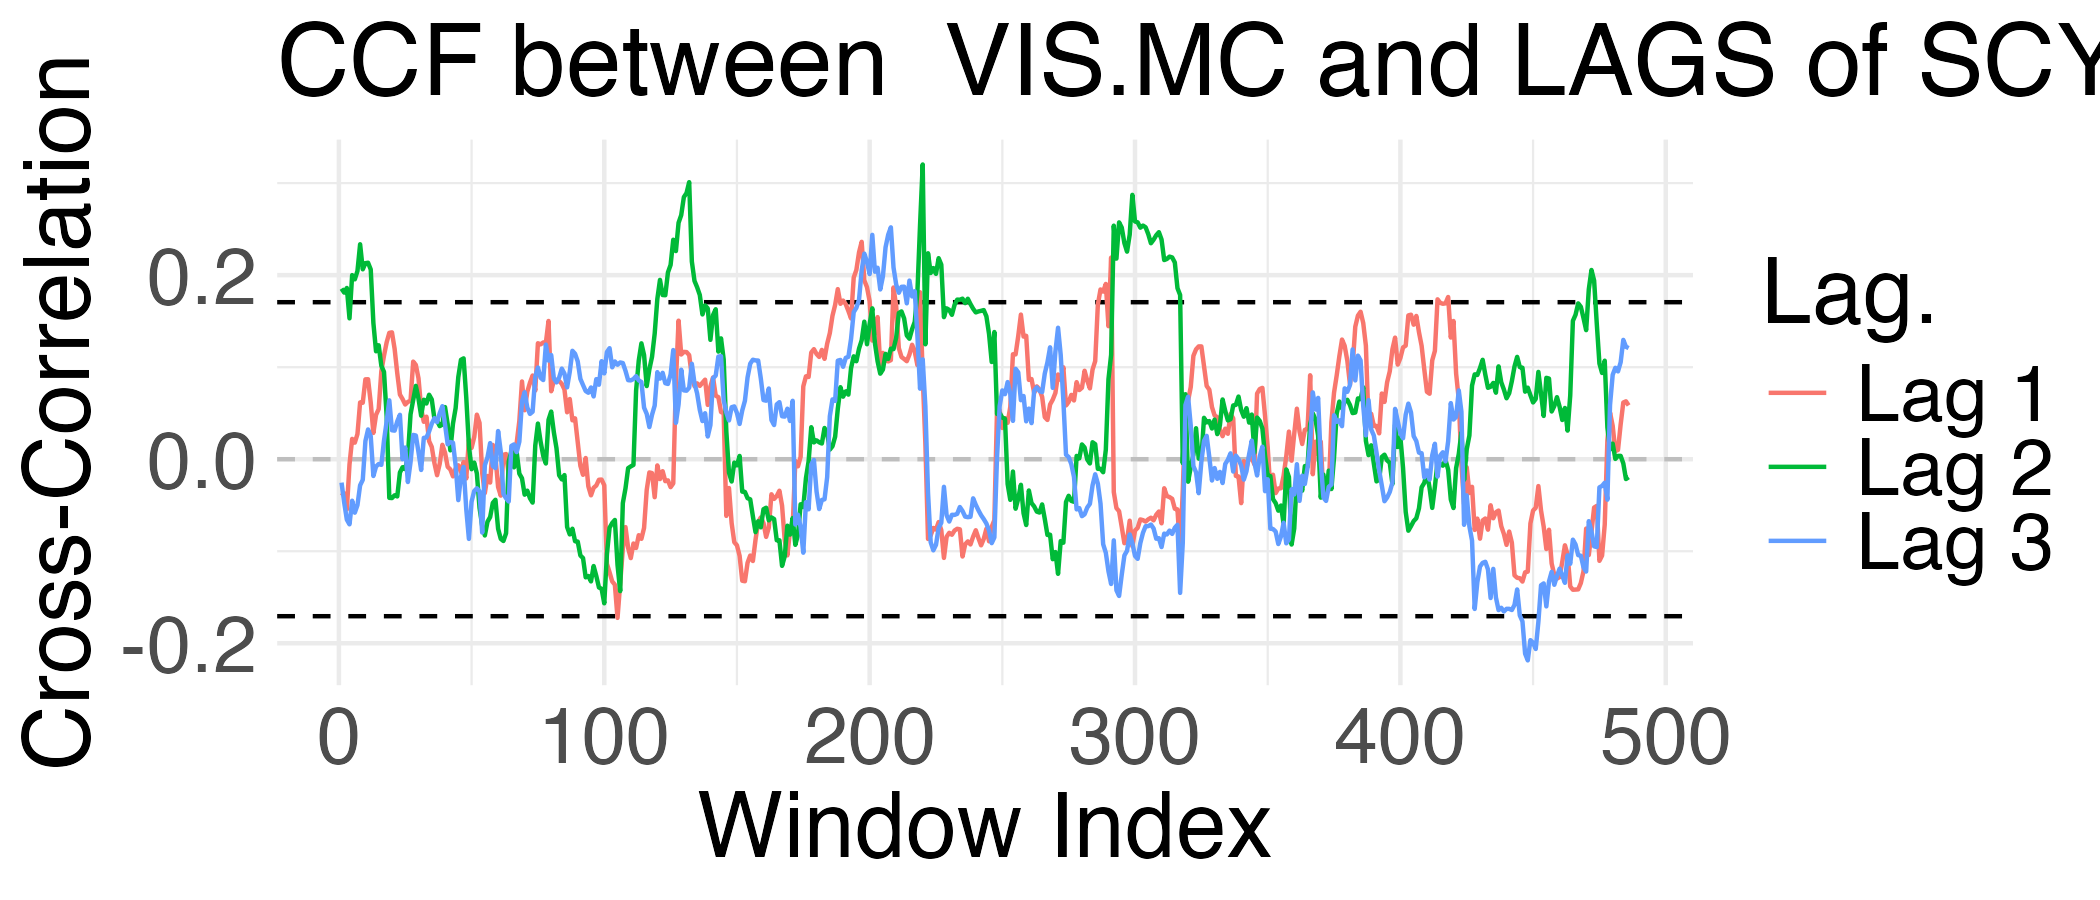 CCF between  VIS.MC and LAGS of SCY
Cross-Correlation
0.2
0.0
-0.2
0 100 200 300 400 500
Window Index
Lag.
Lag 1
Lag 2
Lag 3